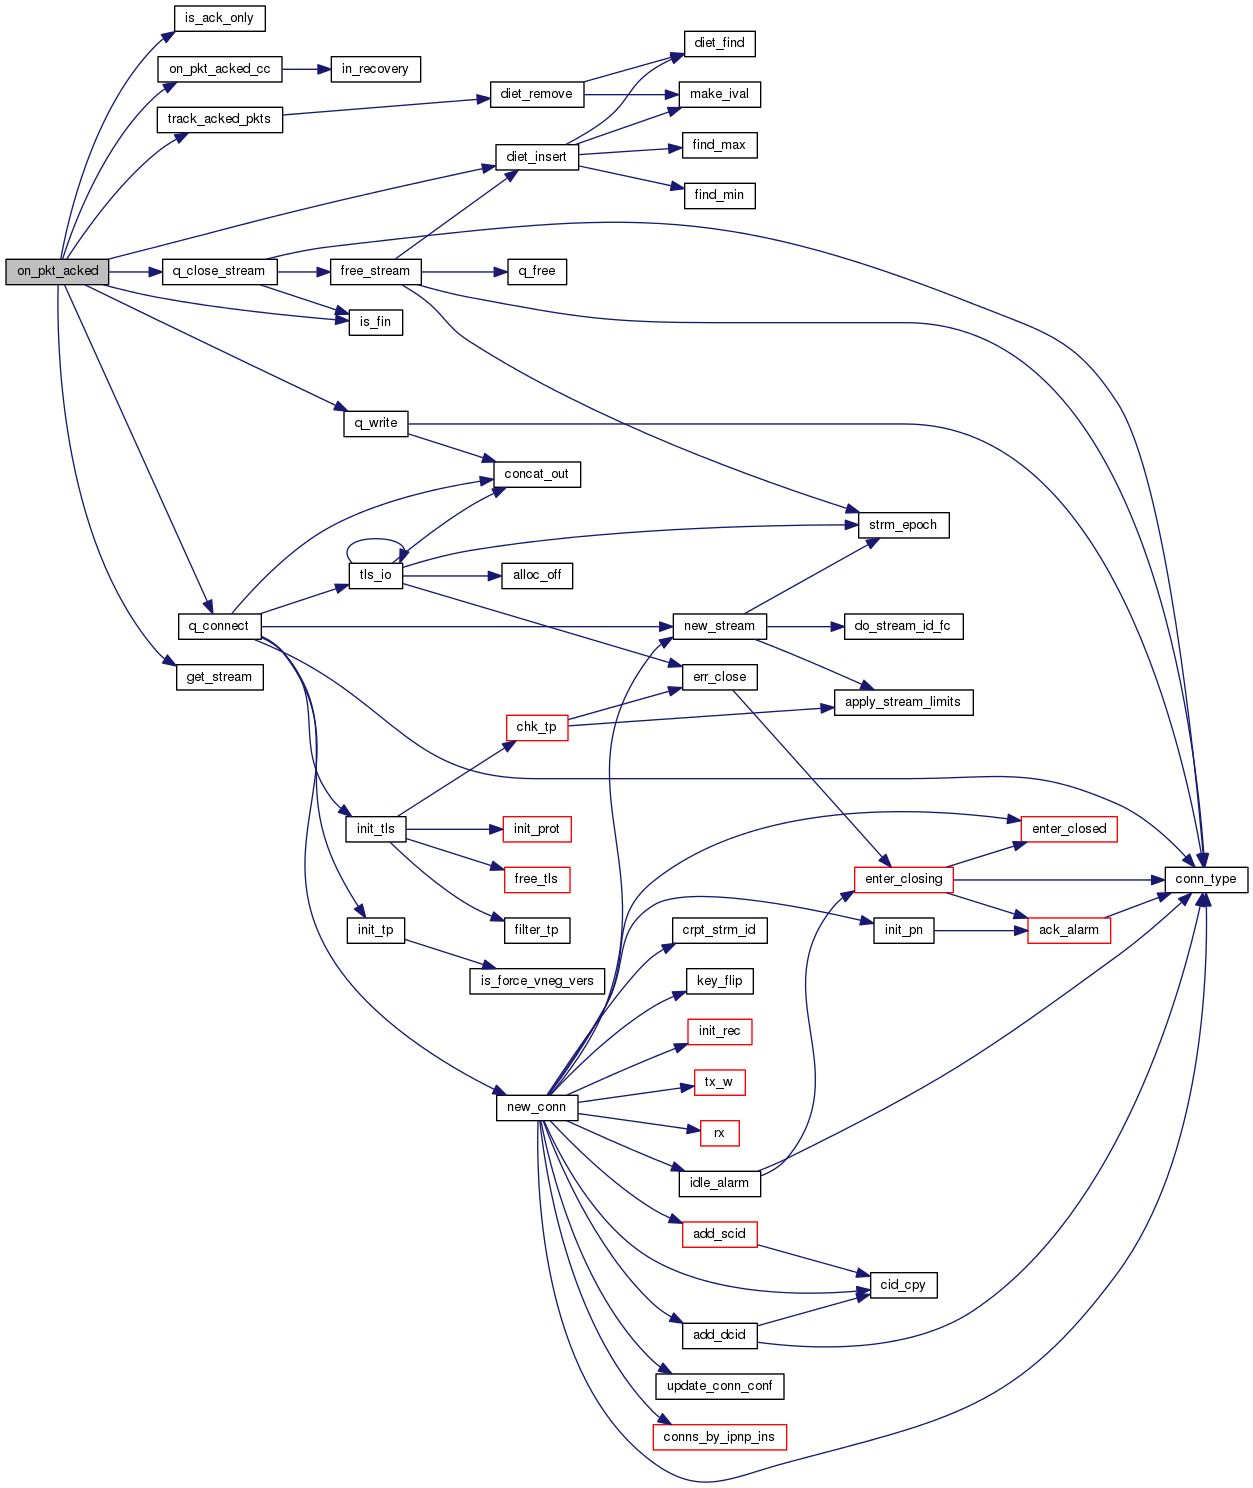 is_ack_only
diet_find
on_pkt_acked_cc
in_recovery
diet_remove
make_ival
track_acked_pkts
find_max
diet_insert
find_min
on_pkt_acked
q_close_stream
free_stream
q_free
is_fin
q_write
concat_out
strm_epoch
tls_io
alloc_off
q_connect
new_stream
do_stream_id_fc
get_stream
err_close
apply_stream_limits
chk_tp
init_tls
init_prot
enter_closed
free_tls
enter_closing
conn_type
init_tp
filter_tp
crpt_strm_id
init_pn
ack_alarm
is_force_vneg_vers
key_flip
init_rec
tx_w
new_conn
rx
idle_alarm
add_scid
cid_cpy
add_dcid
update_conn_conf
conns_by_ipnp_ins